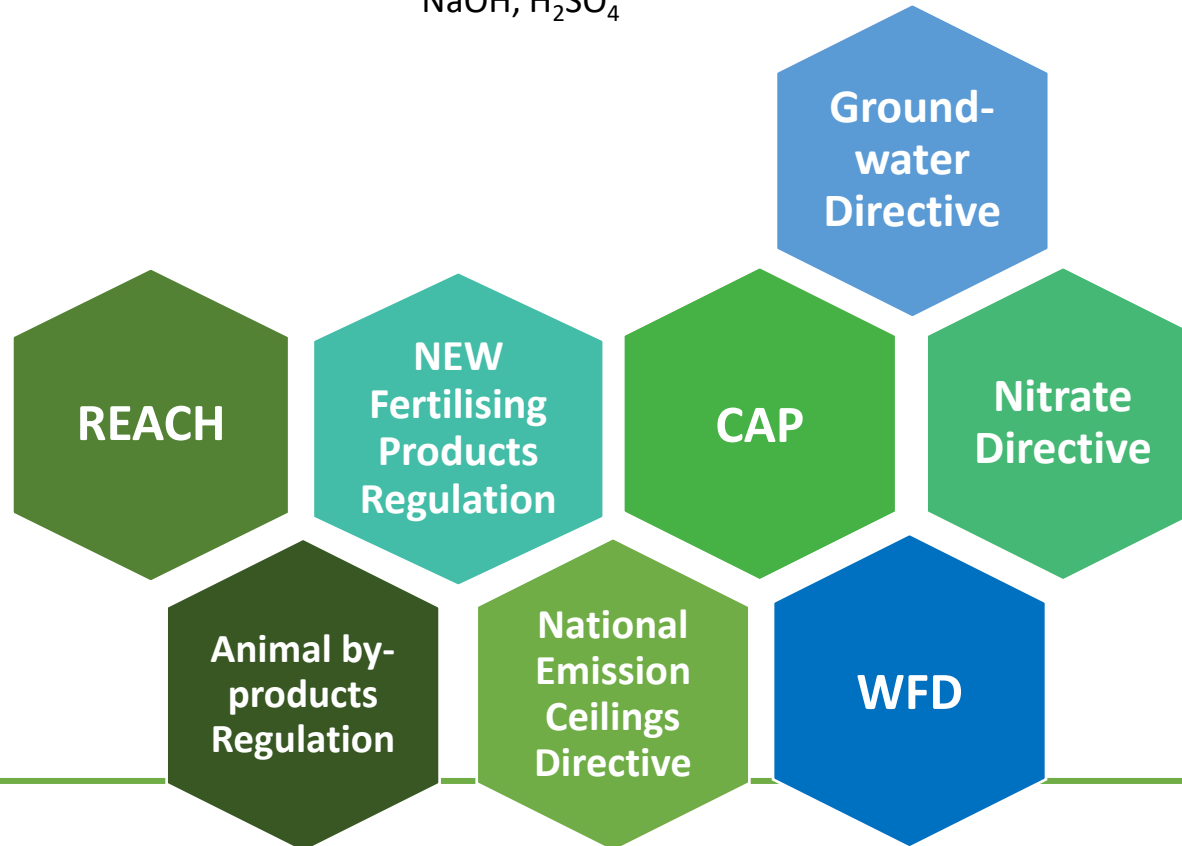 NaOH, H₂SO₄
Ground-
water
Directive
REACH
NEW
Fertilising
Products
Regulation
CAP
Nitrate
Directive
Animal by-
products
Regulation
National
Emission
Ceilings
Directive
WFD